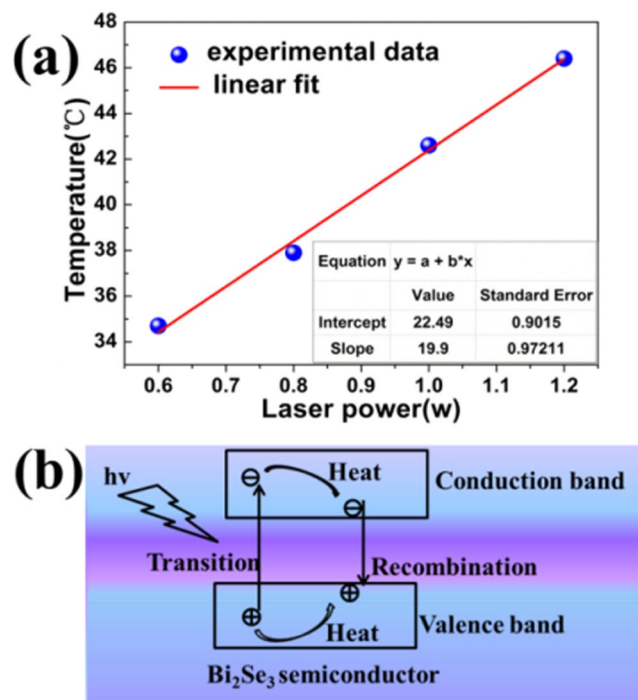 (a)
experimental data
linear fit
Temperature(℃)
48
46
44
42
40
38
36
34
Equation y = a + b*x
Value Standard Error
Intercept 22.49 0.9015
Slope 19.9 0.97211
0.6 0.7 0.8 0.9 1.0 1.1 1.2
Laser power(w)
(b)
hv
Heat
Conduction band
Transition
Recombination
Heat
Valence band
Bi₂Se₃ semiconductor